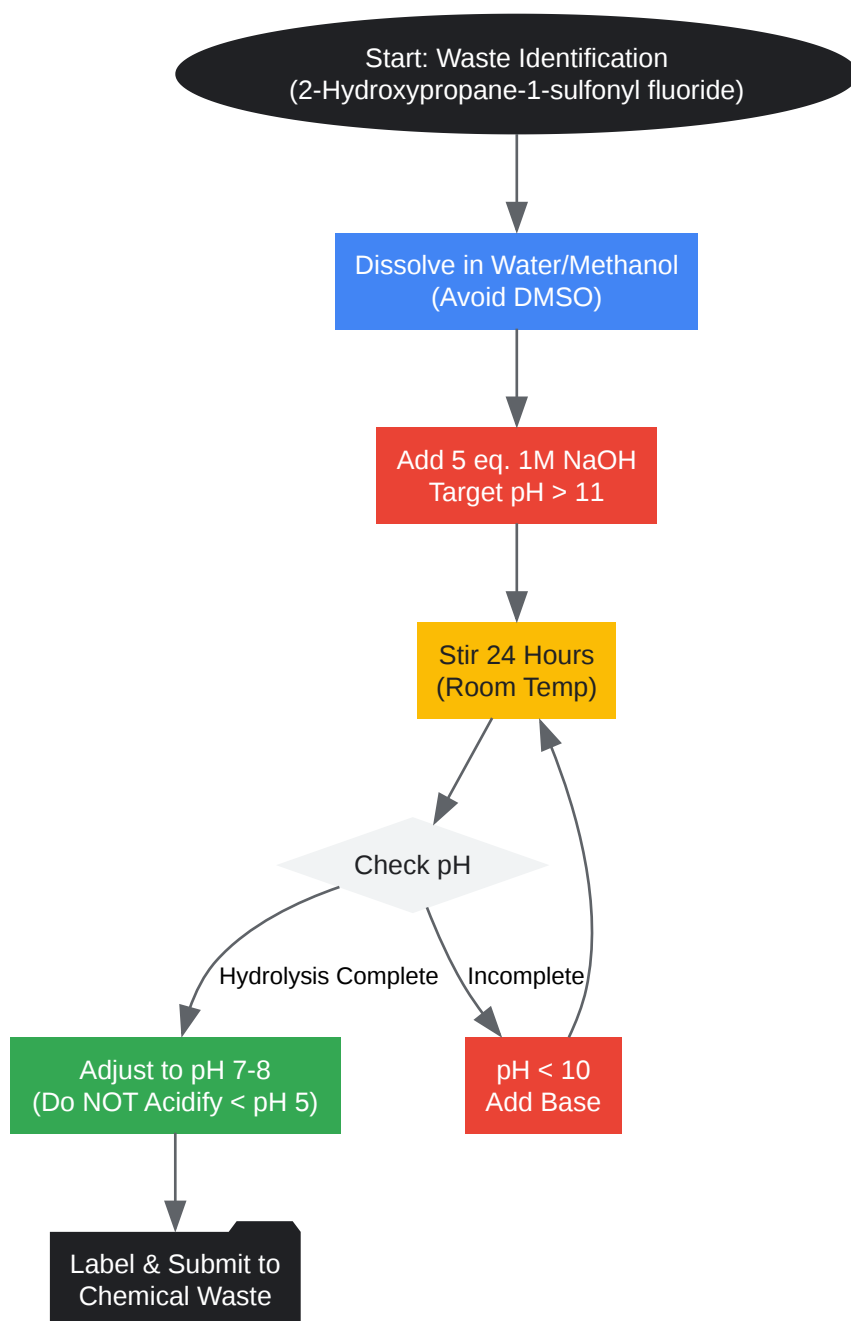 Start: Waste Identification
(2-Hydroxypropane-1-sulfonyl fluoride)
Dissolve in Water/Methanol
(Avoid DMSO)
Add 5 eq. 1M NaOH
Target pH > 11
Stir 24 Hours
(Room Temp)
Check pH
Hydrolysis Complete
Incomplete
Adjust to pH 7-8
(Do NOT Acidify < pH 5)
pH < 10
Add Base
Label & Submit to
Chemical Waste